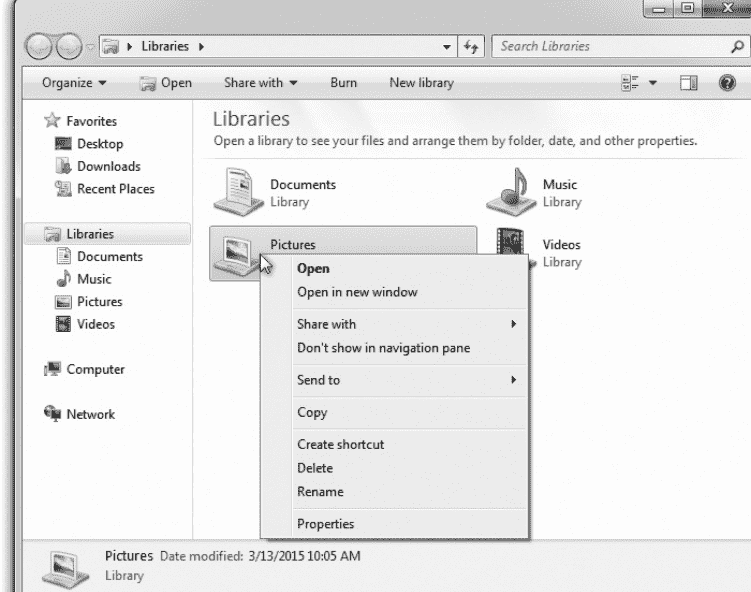 Libraries
Search Libraries
Organize Open Share with Burn New library
Favorites
Desktop
Downloads
Recent Places
Libraries
Documents
Music
Pictures
Videos
Computer
Network
Libraries
Open a library to see your files and arrange them by folder, date, and other properties.
Documents
Library
Music
Library
Pictures
Videos
Library
Open
Open in new window
Share with
Don't show in navigation pane
Send to
Copy
Create shortcut
Delete
Rename
Properties
Pictures Date modified: 3/13/2015 10:05 AM
Library